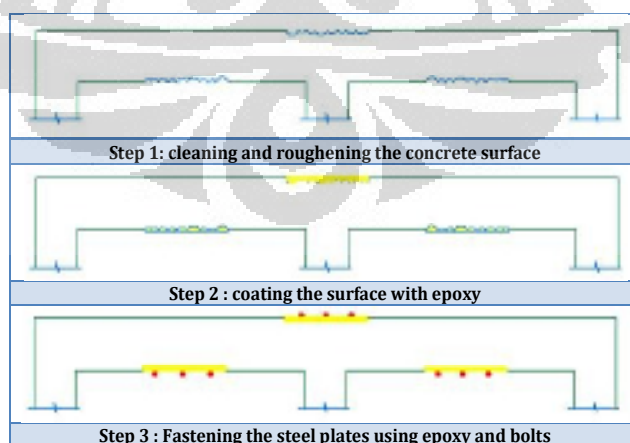 Step 1: cleaning and roughening the concrete surface
Step 2 : coating the surface with epoxy
Step 3 : Fastening the steel plates using epoxy and bolts